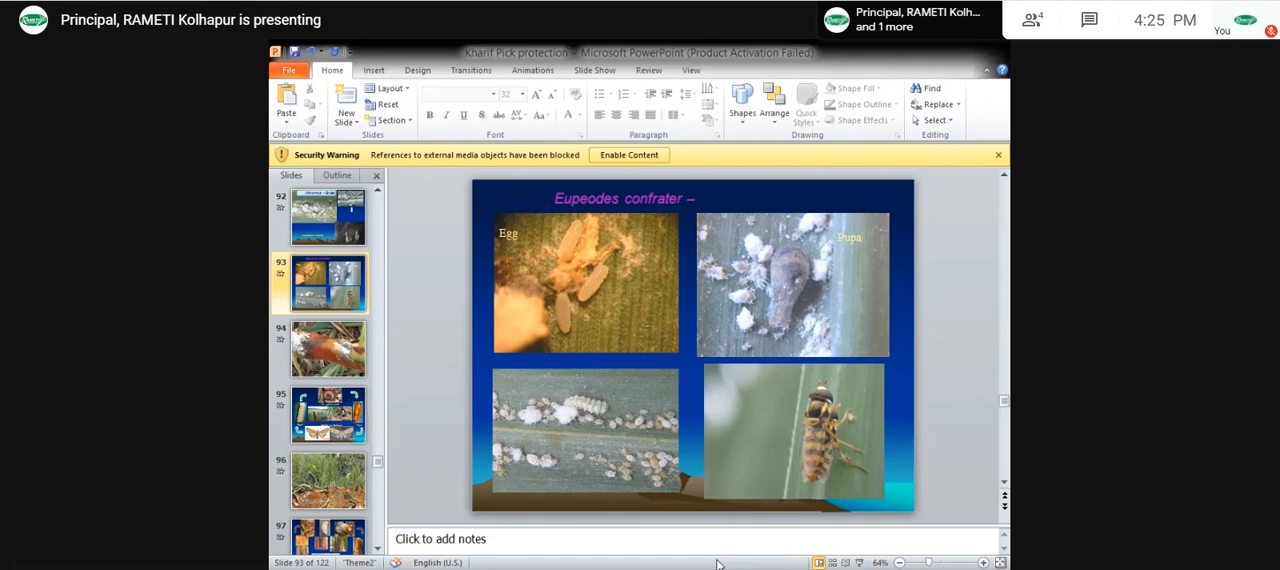 Principal, RAMETI Kolhapur is presenting
Principal, RAMETI Kolh...
and 1 more
4
4:25 PM
You
Kharif Pick protection – Microsoft PowerPoint (Product Activation Failed)
File Home Insert Design Transitions Animations Slide Show Review View
Paste
Clipboard
New Slide
Layout
Reset
Section
Slides
32
Font
Paragraph
Shapes
Arrange
Quick Styles
Shape Fill
Shape Outline
Shape Effects
Drawing
Find
Replace
Select
Editing
Security Warning References to external media objects have been blocked Enable Content
Slides Outline
92
93
94
95
96
97
Eupeodes confrater –
Egg
Pupa
Click to add notes
Slide 93 of 122 "Theme2" English (U.S.) 64%